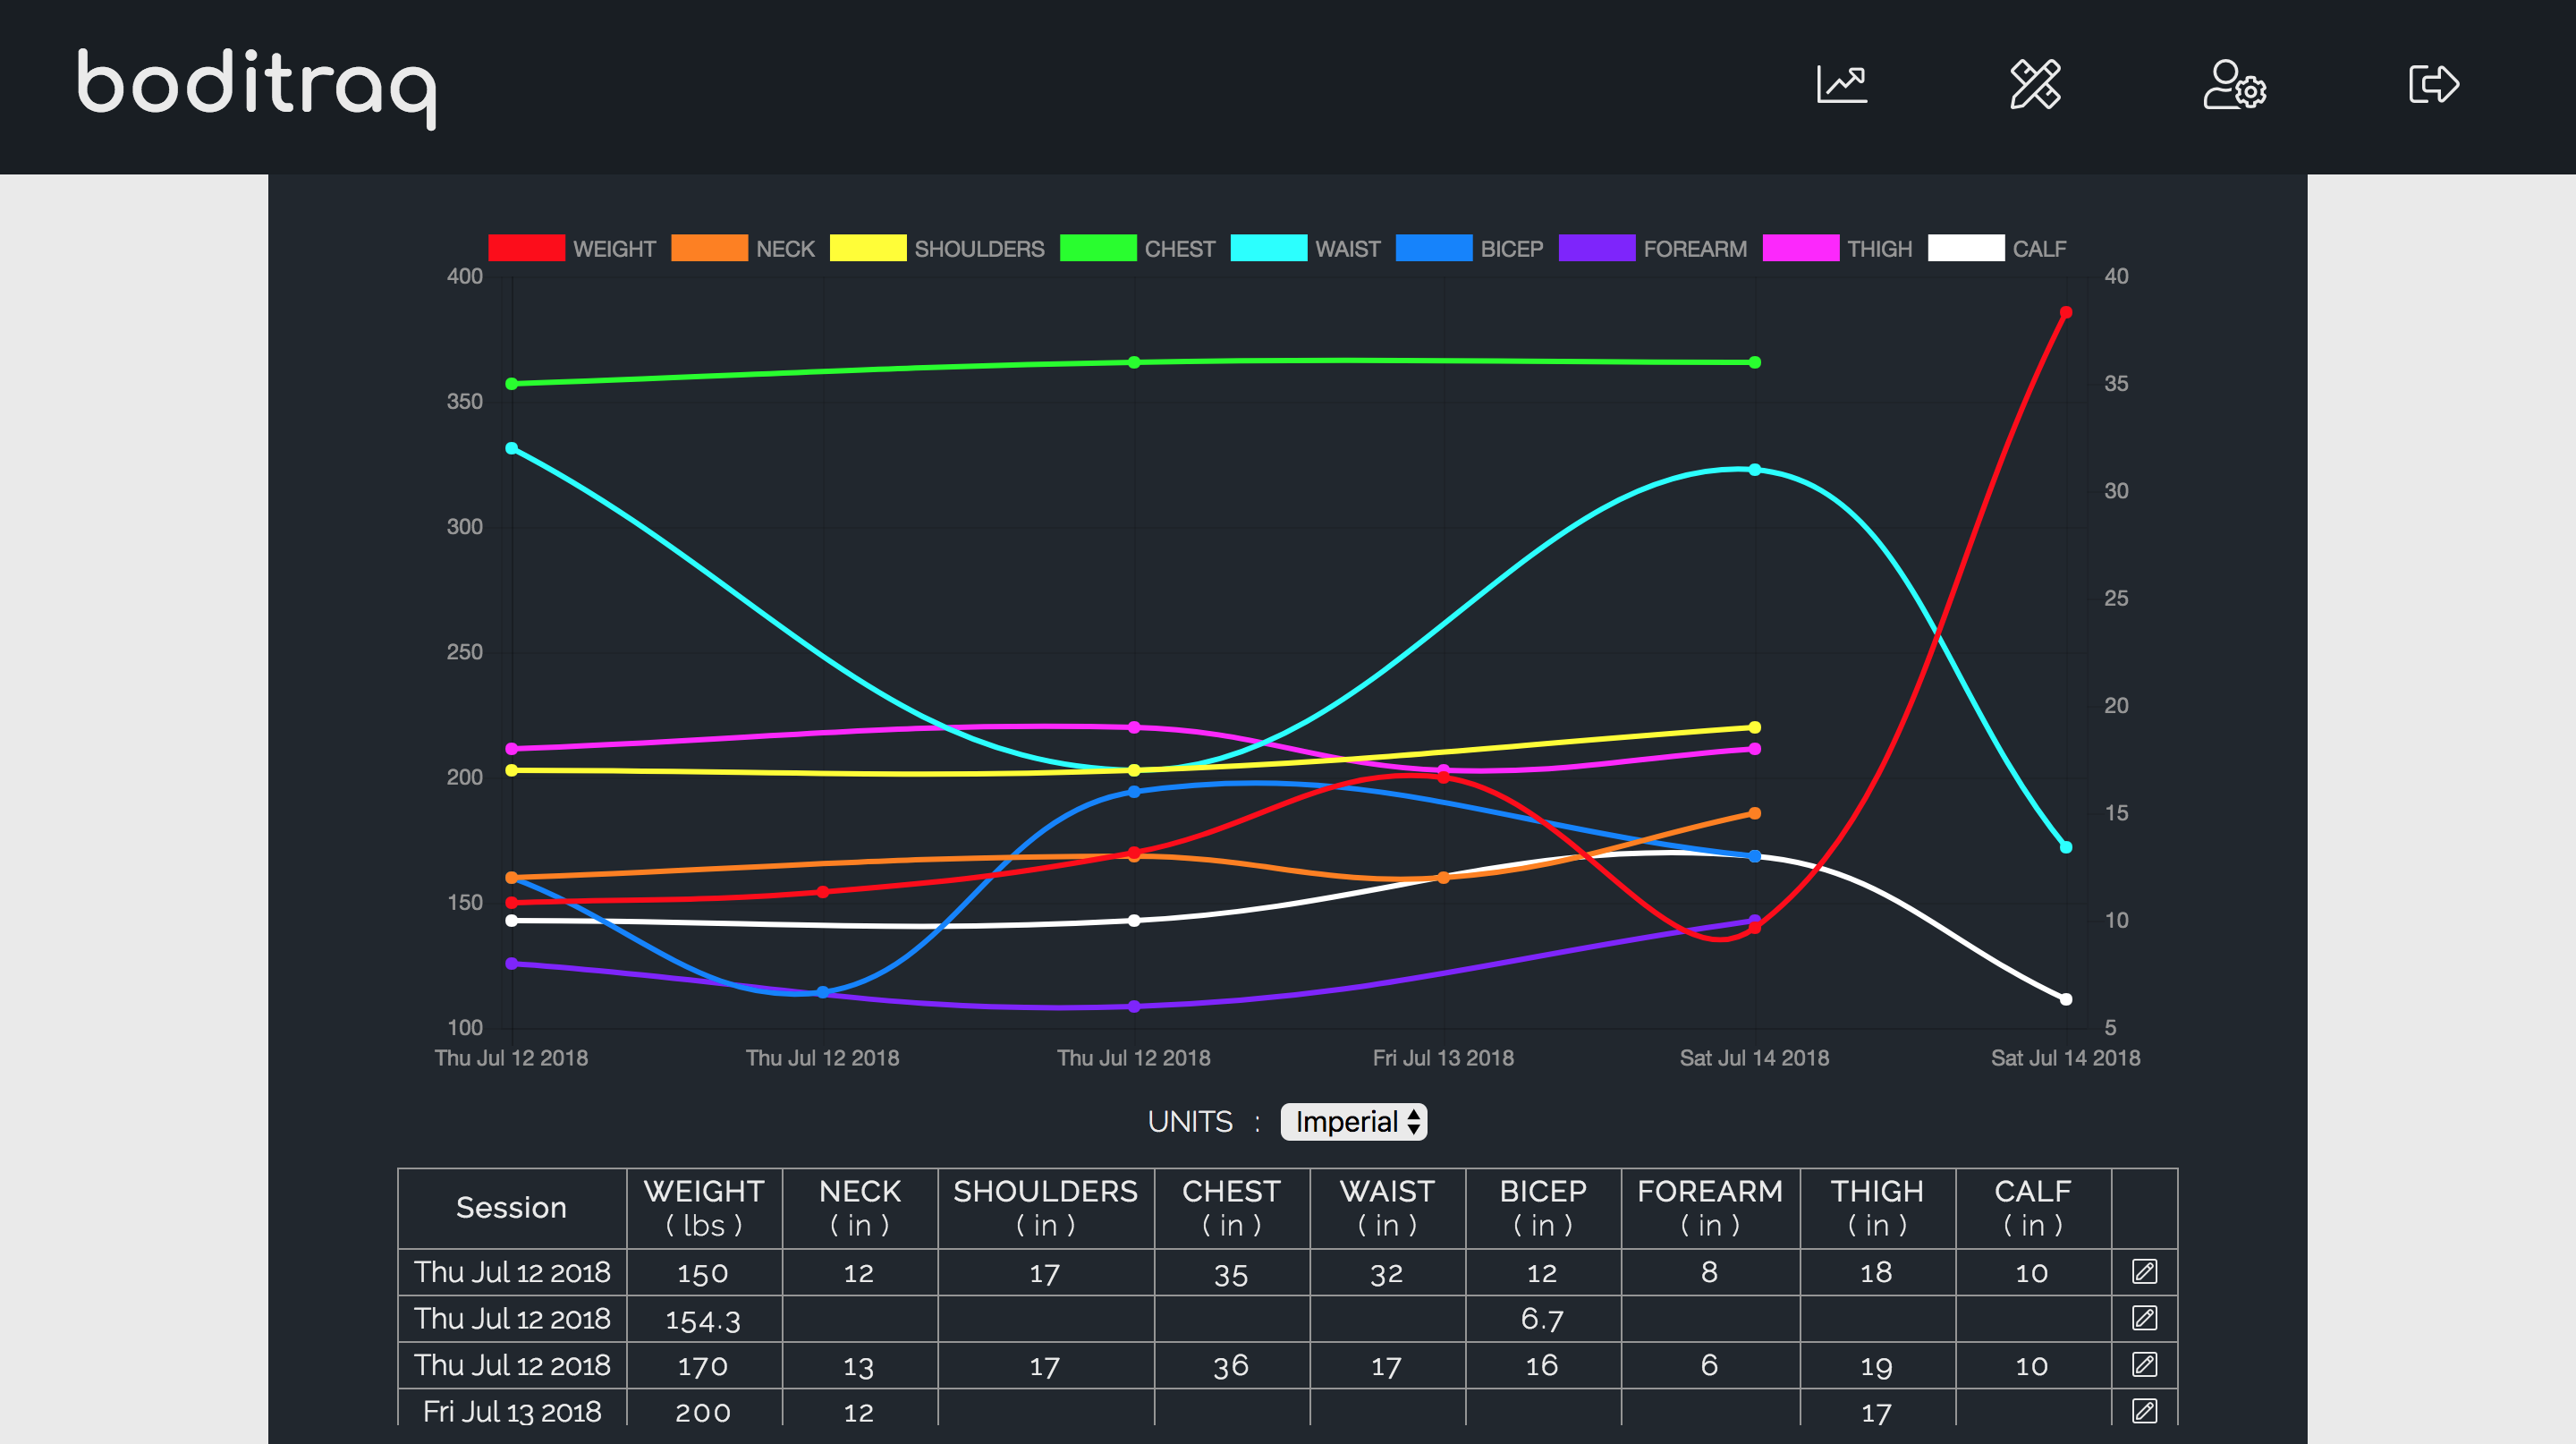 boditraq
WEIGHT NECK SHOULDERS CHEST WAIST BICEP FOREARM THIGH CALF
400 40
35
350
30
300
25
250
20
200
15
150
10
100 5
Thu Jul 12 2018 Thu Jul 12 2018 Thu Jul 12 2018 Fri Jul 13 2018 Sat Jul 14 2018 Sat Jul 14 2018
UNITS : Imperial
Session WEIGHT NECK SHOULDERS CHEST WAIST BICEP FOREARM THIGH CALF
( lbs ) ( in ) ( in ) ( in ) ( in ) ( in ) ( in ) ( in ) ( in )
Thu Jul 12 2018 150 12 17 35 32 12 8 18 10
Thu Jul 12 2018 154.3 6.7
Thu Jul 12 2018 170 13 17 36 17 16 6 19 10
Fri Jul 13 2018 200 12 17